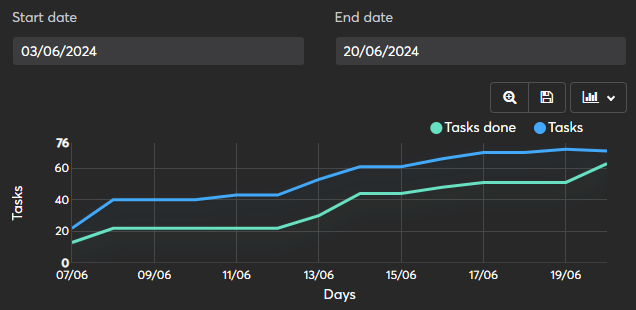 Start date End date
03/06/2024 20/06/2024
Tasks done Tasks
76
60
40
20
0
Tasks
07/06 09/06 11/06 13/06 15/06 17/06 19/06
Days